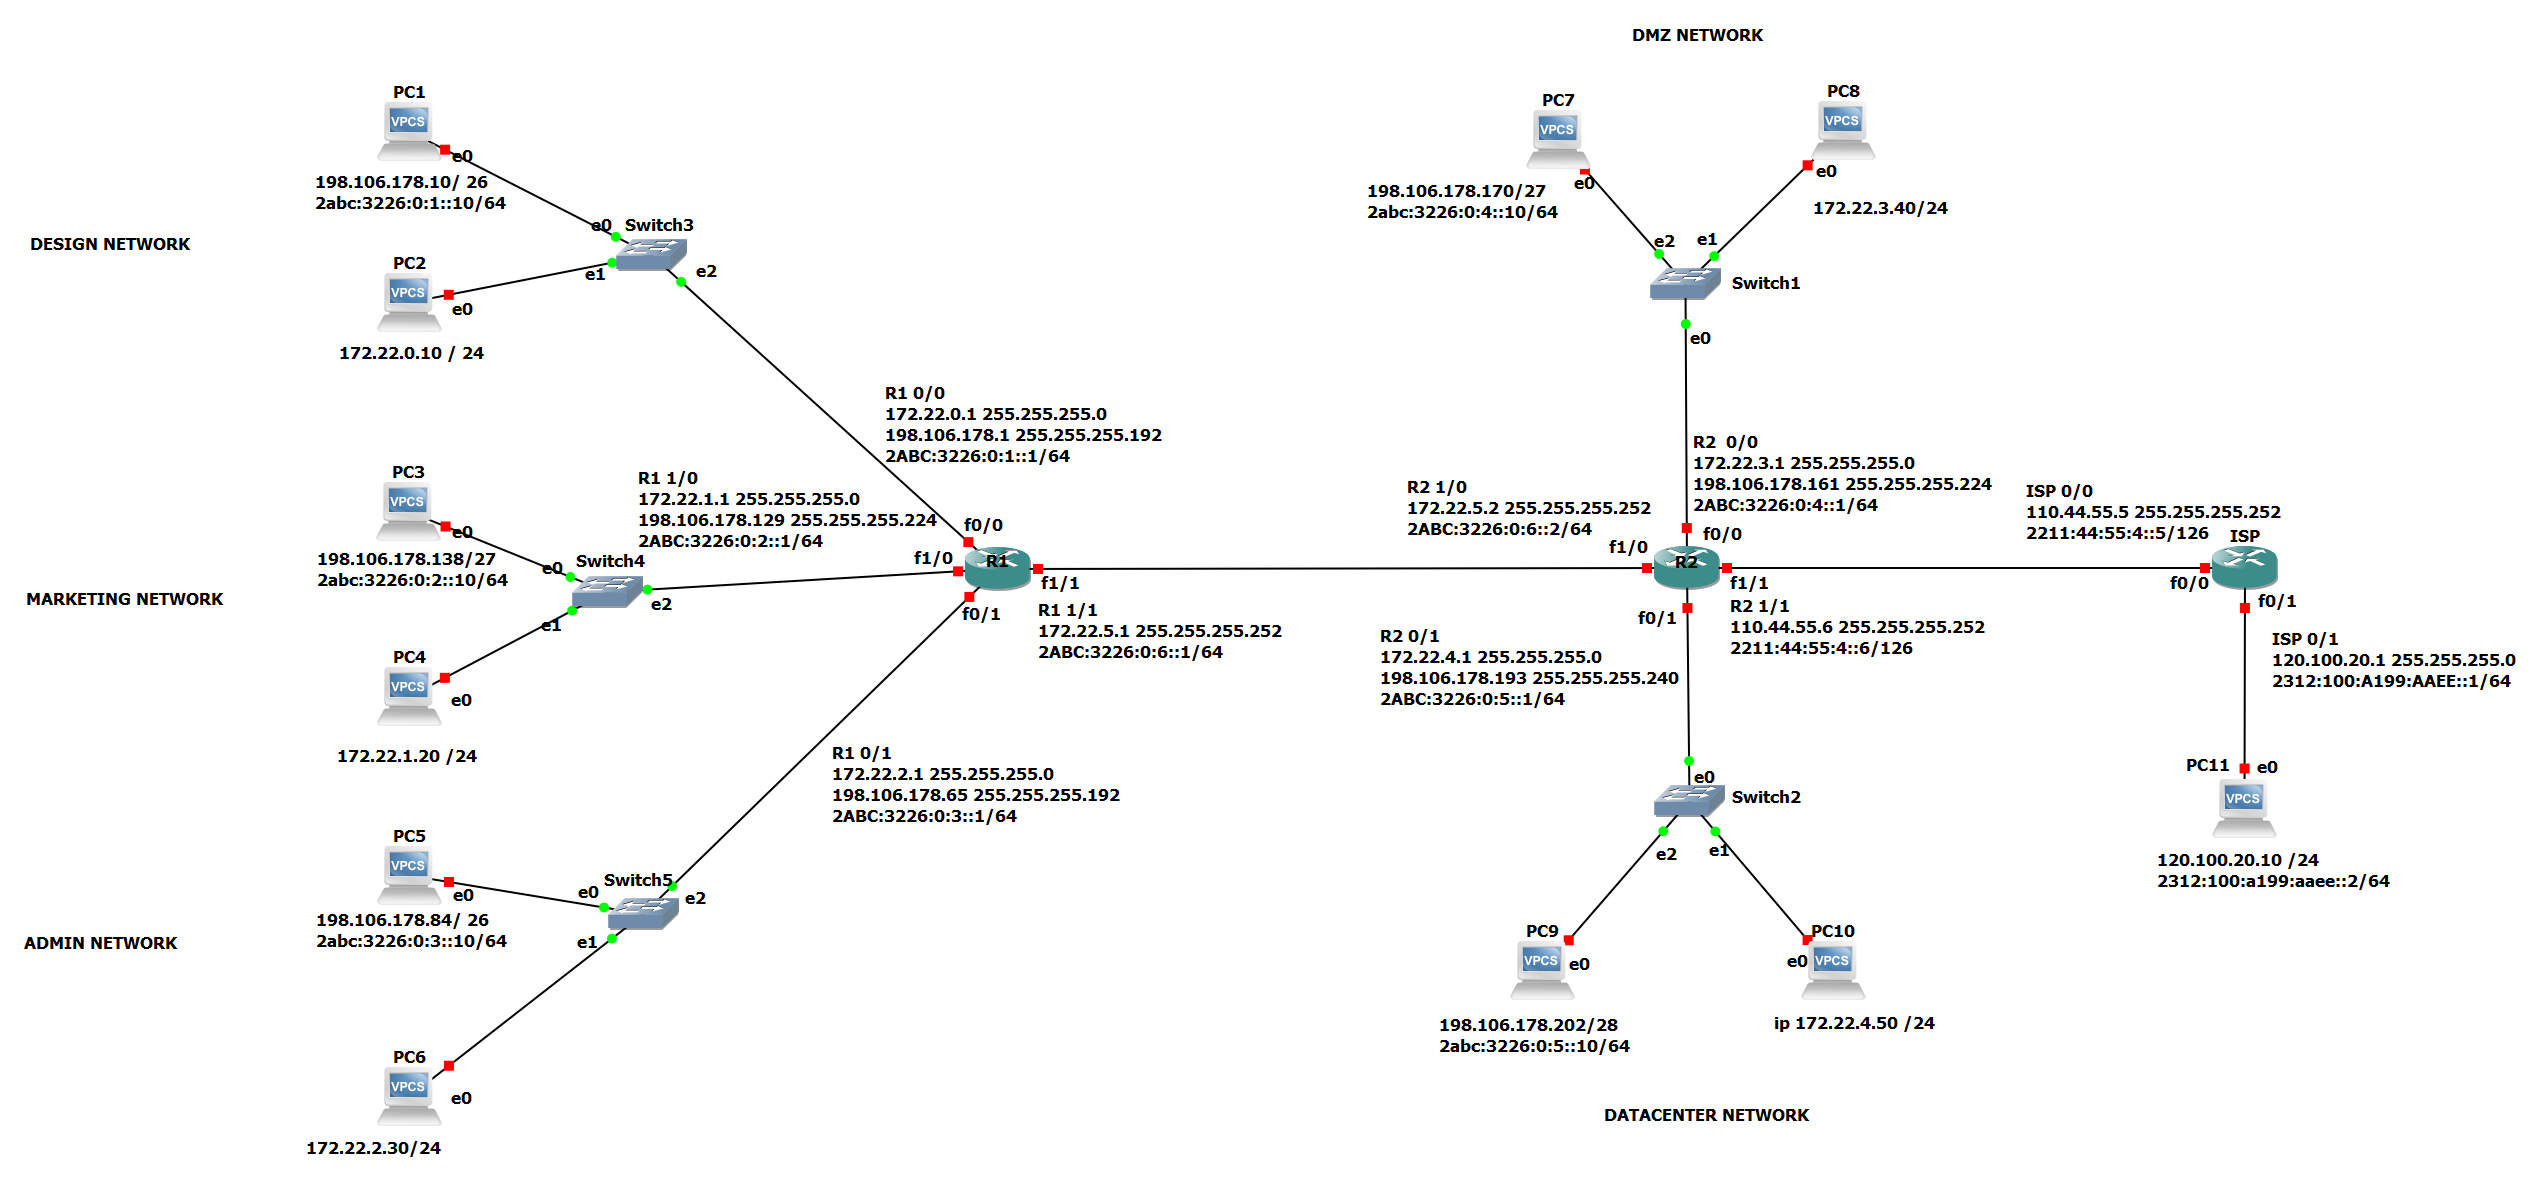 DMZ NETWORK
PC1
VPCS
e0
198.106.178.10/ 26
2abc:3226:0:1::10/64
DESIGN NETWORK
e0
Switch3
e1
e2
PC2
VPCS
e0
172.22.0.10 / 24
R1 0/0
172.22.0.1 255.255.255.0
198.106.178.1 255.255.255.192
2ABC:3226:0:1::1/64
PC3
VPCS
e0
198.106.178.138/27
2abc:3226:0:2::10/64
MARKETING NETWORK
e0
Switch4
e1
e2
PC4
VPCS
e0
172.22.1.20 /24
R1 1/0
172.22.1.1 255.255.255.0
198.106.178.129 255.255.255.224
2ABC:3226:0:2::1/64
f0/0
f1/0
R1
f1/1
f0/1
R1 1/1
172.22.5.1 255.255.255.252
2ABC:3226:0:6::1/64
R1 0/1
172.22.2.1 255.255.255.0
198.106.178.65 255.255.255.192
2ABC:3226:0:3::1/64
PC5
VPCS
e0
198.106.178.84/ 26
2abc:3226:0:3::10/64
ADMIN NETWORK
Switch5
e0
e2
e1
PC6
VPCS
e0
172.22.2.30/24
PC7
VPCS
e0
198.106.178.170/27
2abc:3226:0:4::10/64
PC8
VPCS
e0
172.22.3.40/24
e2
e1
Switch1
e0
R2  0/0
172.22.3.1 255.255.255.0
198.106.178.161 255.255.255.224
2ABC:3226:0:4::1/64
R2 1/0
172.22.5.2 255.255.255.252
2ABC:3226:0:6::2/64
f1/0
f0/0
R2
f1/1
f0/1
R2 1/1
110.44.55.6 255.255.255.252
2211:44:55:4::6/126
R2 0/1
172.22.4.1 255.255.255.0
198.106.178.193 255.255.255.240
2ABC:3226:0:5::1/64
e0
Switch2
e2
e1
PC9
VPCS
e0
198.106.178.202/28
2abc:3226:0:5::10/64
PC10
VPCS
e0
ip 172.22.4.50 /24
DATACENTER NETWORK
ISP 0/0
110.44.55.5 255.255.255.252
2211:44:55:4::5/126
ISP
f0/0
f0/1
ISP 0/1
120.100.20.1 255.255.255.0
2312:100:A199:AAEE::1/64
PC11
e0
VPCS
120.100.20.10 /24
2312:100:a199:aaee::2/64